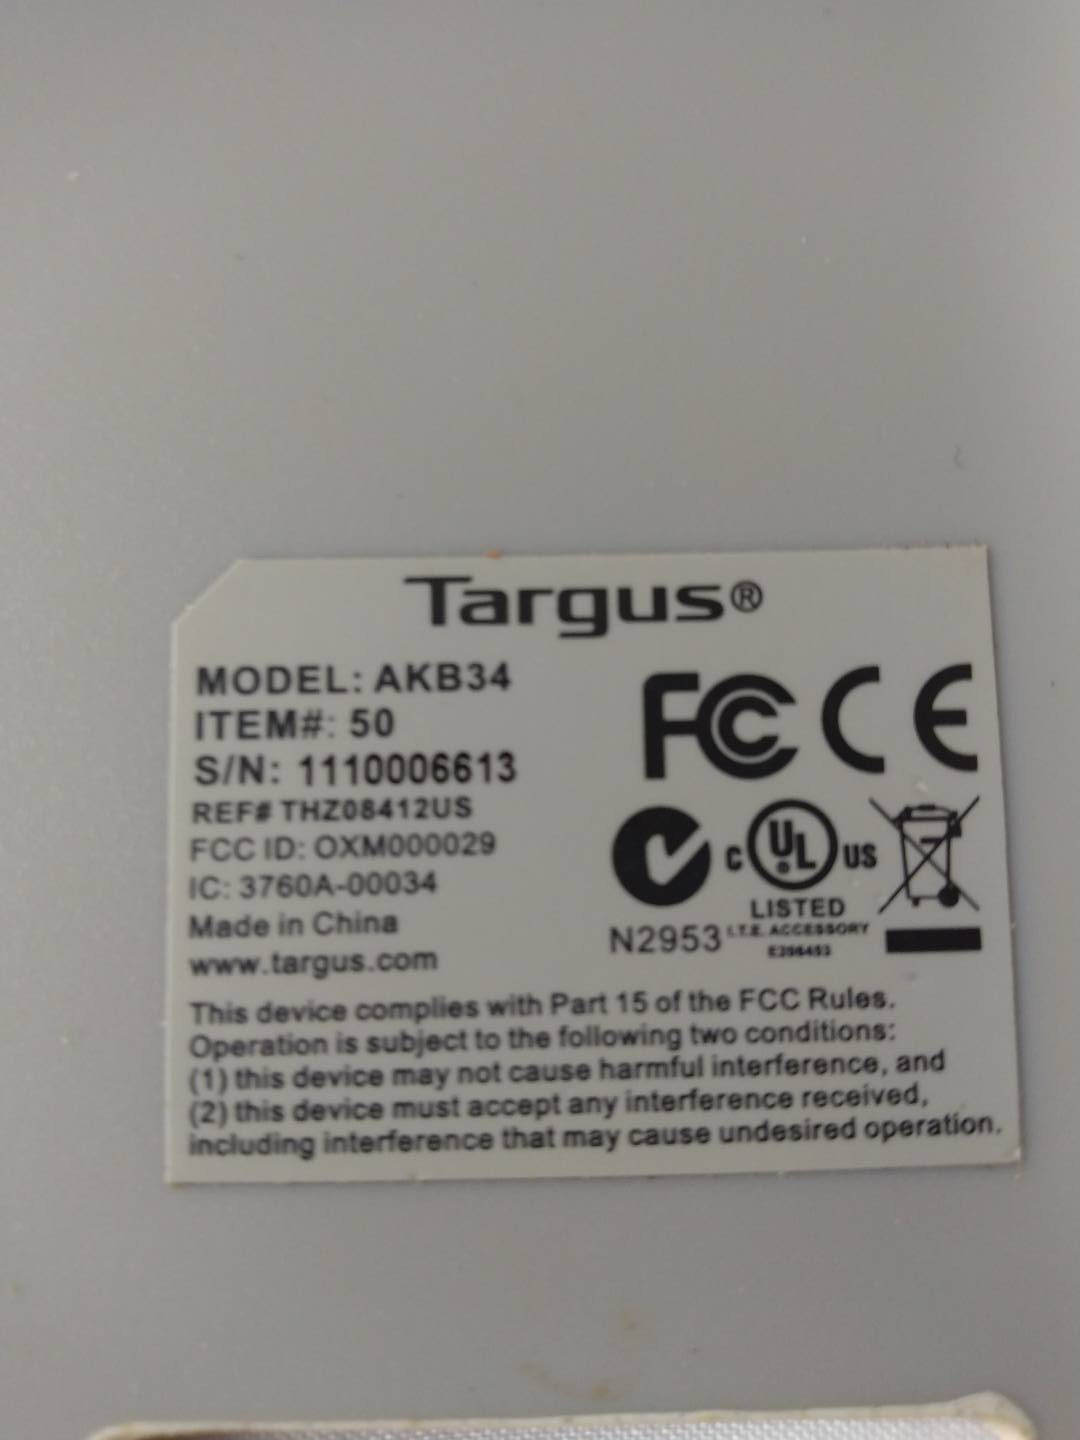 Targus®
MODEL: AKB34
ITEM#: 50
S/N: 1110006613
REF# THZ08412US
FCC ID: OXM000029
IC: 3760A-00034
Made in China
www.targus.com
FCC CE
C UL US
LISTED
I.T.E. ACCESSORY
N2953
This device complies with Part 15 of the FCC Rules.
Operation is subject to the following two conditions:
(1) this device may not cause harmful interference, and
(2) this device must accept any interference received,
including interference that may cause undesired operation.